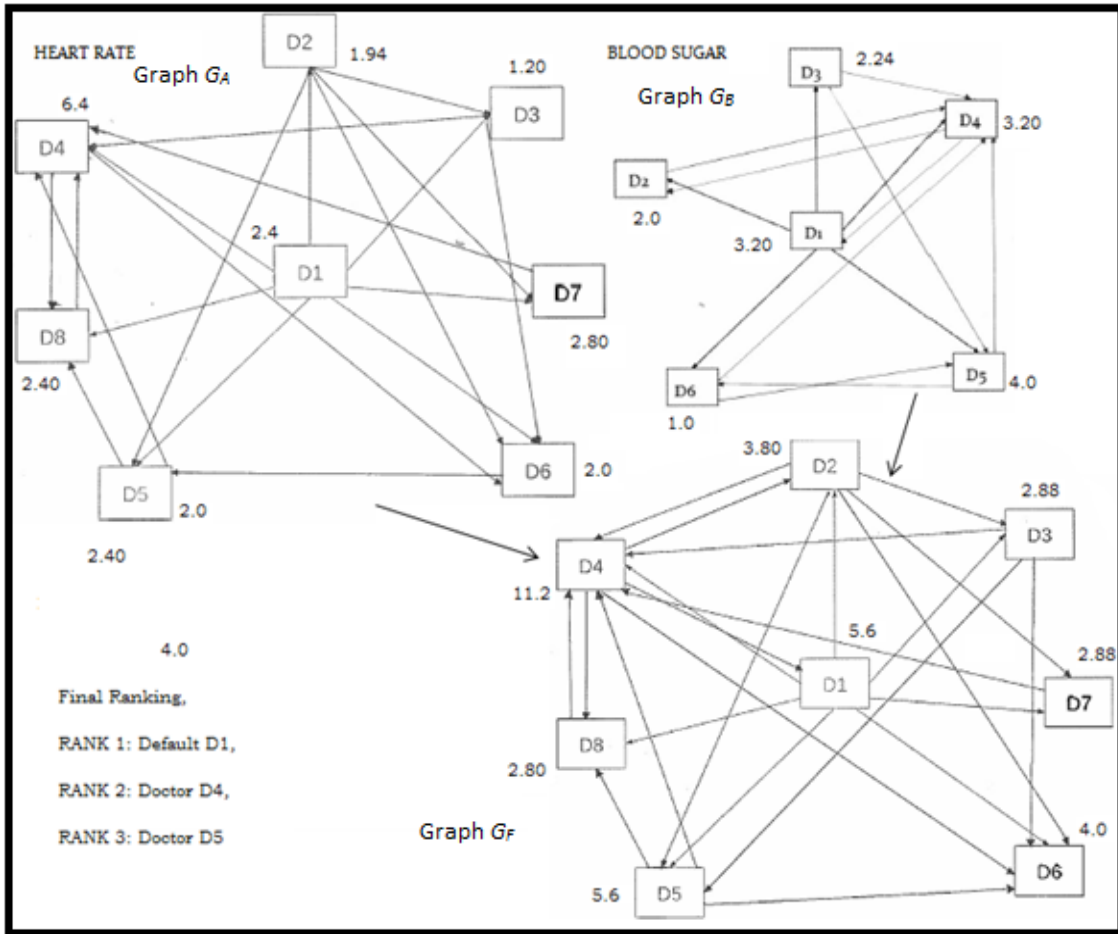 HEART RATE
Graph GA
D2
1.94
1.20
D3
6.4
D4
2.4
D1
D7
2.80
D8
2.40
D6
2.0
D5
2.0
2.40
BLOOD SUGAR
Graph GB
D3
2.24
D4
3.20
D2
2.0
D1
3.20
D5
4.0
D6
1.0
3.80
D2
2.88
D3
D4
11.2
5.6
D1
2.88
D7
D8
2.80
4.0
D6
D5
5.6
Graph GF
4.0
Final Ranking,
RANK 1: Default D1,
RANK 2: Doctor D4,
RANK 3: Doctor D5